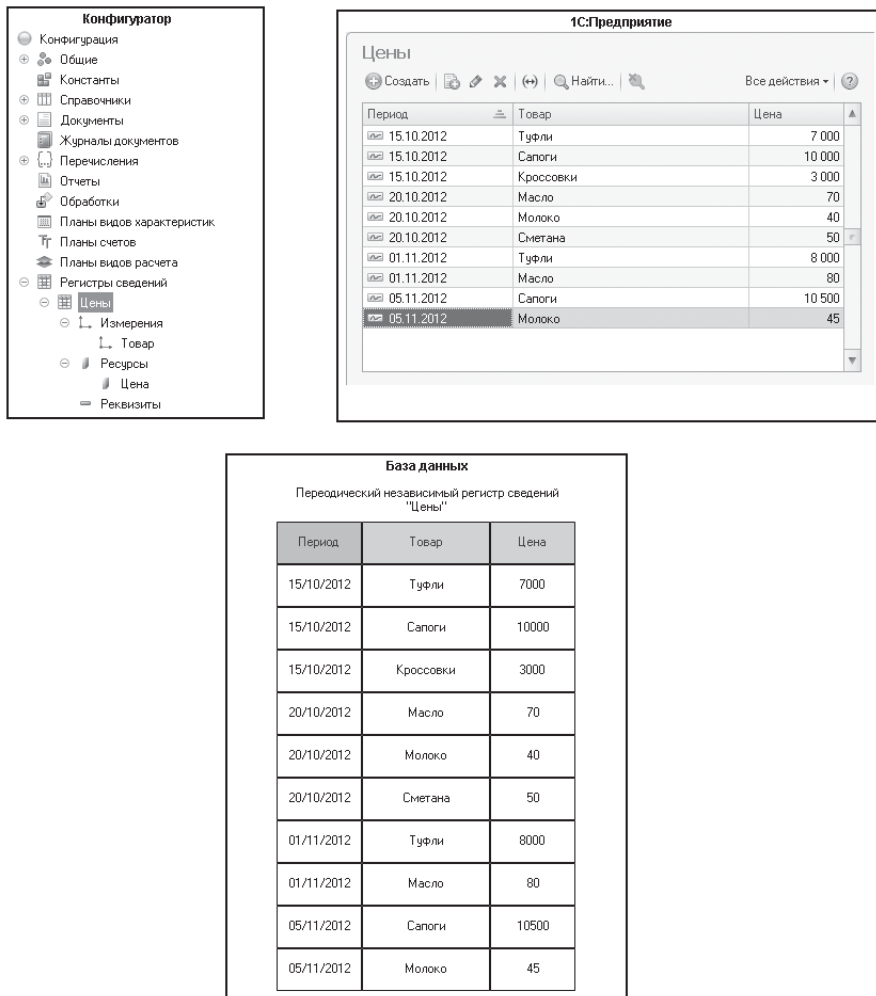 Конфигуратор
Конфигурация
Общие
Константы
Справочники
Документы
Журналы документов
Перечисления
Отчеты
Обработки
Планы видов характеристик
Планы счетов
Планы видов расчета
Регистры сведений
Цены
Измерения
Товар
Ресурсы
Цена
Реквизиты
1С:Предприятие
Цены
Создать Найти... Все действия
Период Товар Цена
15.10.2012 Туфли 7 000
15.10.2012 Сапоги 10 000
15.10.2012 Кроссовки 3 000
20.10.2012 Масло 70
20.10.2012 Молоко 40
20.10.2012 Сметана 50
01.11.2012 Туфли 8 000
01.11.2012 Масло 80
05.11.2012 Сапоги 10 500
05.11.2012 Молоко 45
База данных
Переодический независимый регистр сведений
"Цены"
Период Товар Цена
15/10/2012 Туфли 7000
15/10/2012 Сапоги 10000
15/10/2012 Кроссовки 3000
20/10/2012 Масло 70
20/10/2012 Молоко 40
20/10/2012 Сметана 50
01/11/2012 Туфли 8000
01/11/2012 Масло 80
05/11/2012 Сапоги 10500
05/11/2012 Молоко 45